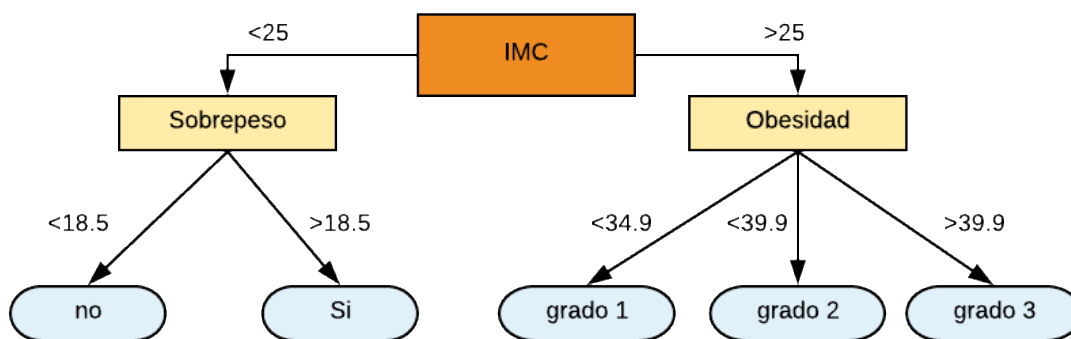 <25
IMC
>25
Sobrepeso
Obesidad
<18.5
>18.5
<34.9
<39.9
>39.9
no
Si
grado 1
grado 2
grado 3